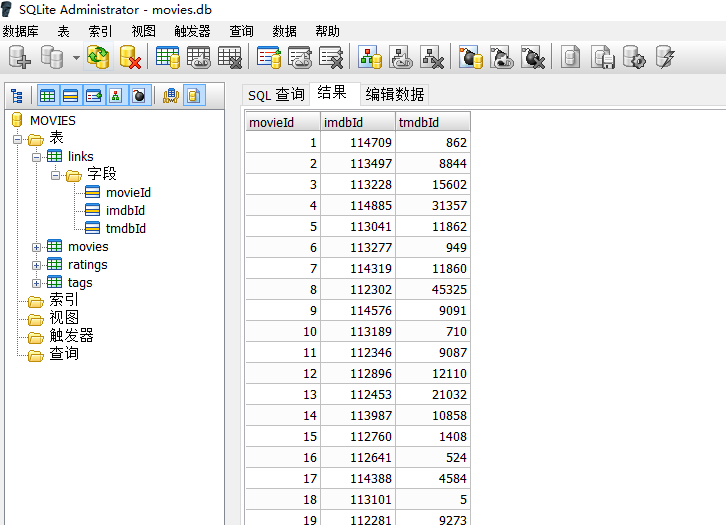 SQLite Administrator - movies.db
数据库 表 索引 视图 触发器 查询 数据 帮助
SQL 查询 结果 编辑数据
MOVIES
表
links
字段
movieId
imdbId
tmdbId
movies
ratings
tags
索引
视图
触发器
查询
movieId imdbId tmdbId
1 114709 862
2 113497 8844
3 113228 15602
4 114885 31357
5 113041 11862
6 113277 949
7 114319 11860
8 112302 45325
9 114576 9091
10 113189 710
11 112346 9087
12 112896 12110
13 112453 21032
14 113987 10858
15 112760 1408
16 112641 524
17 114388 4584
18 113101 5
19 112281 9273